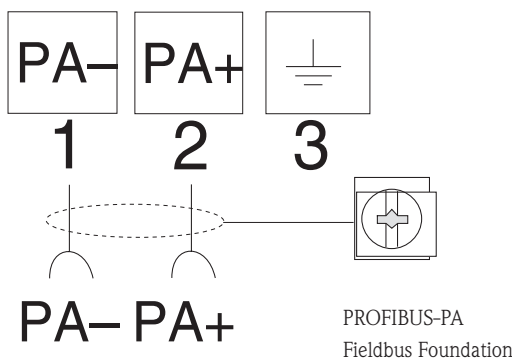 PA– PA+
1 2 3
PA– PA+
PROFIBUS-PA
Fieldbus Foundation